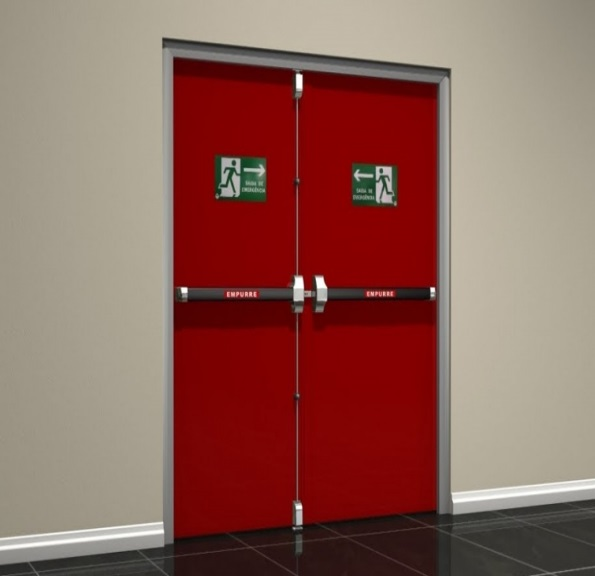 SAÍDA DE
EMERGÊNCIA
SAÍDA DE
EMERGÊNCIA
EMPURRE
EMPURRE